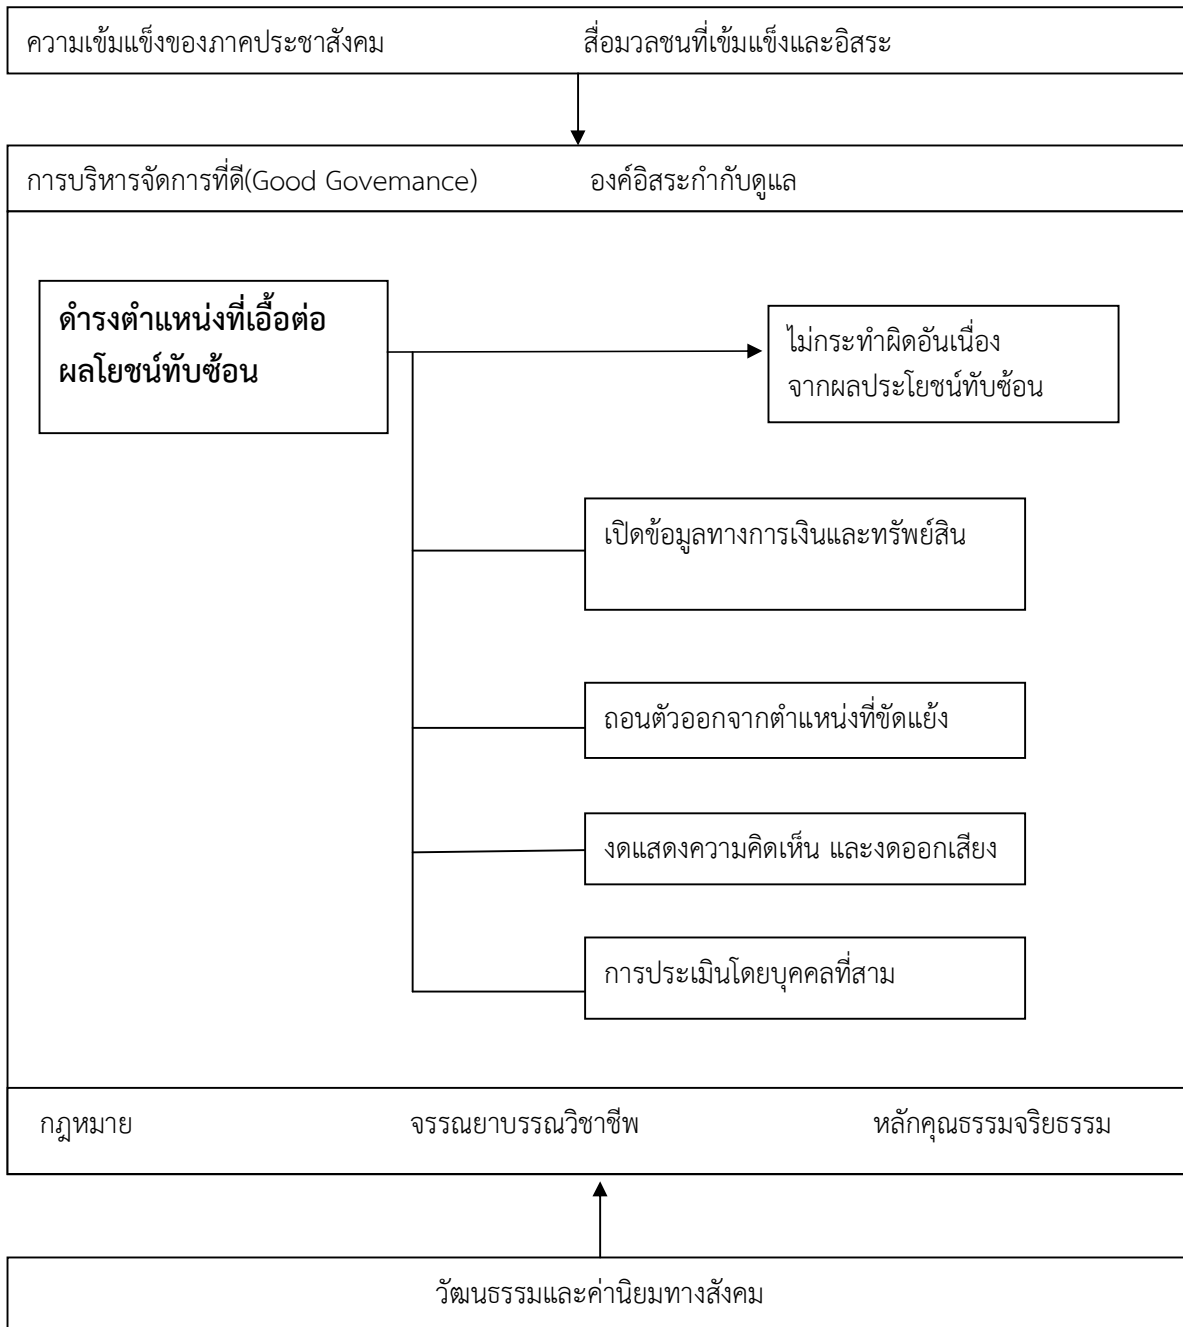 ความเข้มแข็งของภาคประชาสังคม สื่อมวลชนที่เข้มแข็งและอิสระ
การบริหารจัดการที่ดี(Good Govemance) องค์อิสระกำกับดูแล
ดำรงตำแหน่งที่เอื้อต่อ
ผลโยชน์ทับซ้อน
ไม่กระทำผิดอันเนื่อง
จากผลประโยชน์ทับซ้อน
เปิดข้อมูลทางการเงินและทรัพย์สิน
ถอนตัวออกจากตำแหน่งที่ขัดแย้ง
งดแสดงความคิดเห็น และงดออกเสียง
การประเมินโดยบุคคลที่สาม
กฎหมาย จรรณยาบรรณวิชาชีพ หลักคุณธรรมจริยธรรม
วัฒนธรรมและค่านิยมทางสังคม